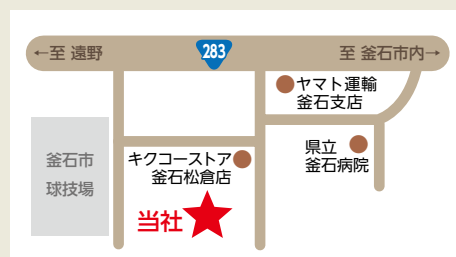 ←至 遠野
283
至 釜石市内→
ヤマト運輸
釜石支店
釜石市
球技場
キクコーストア
釜石松倉店
県立
釜石病院
当社